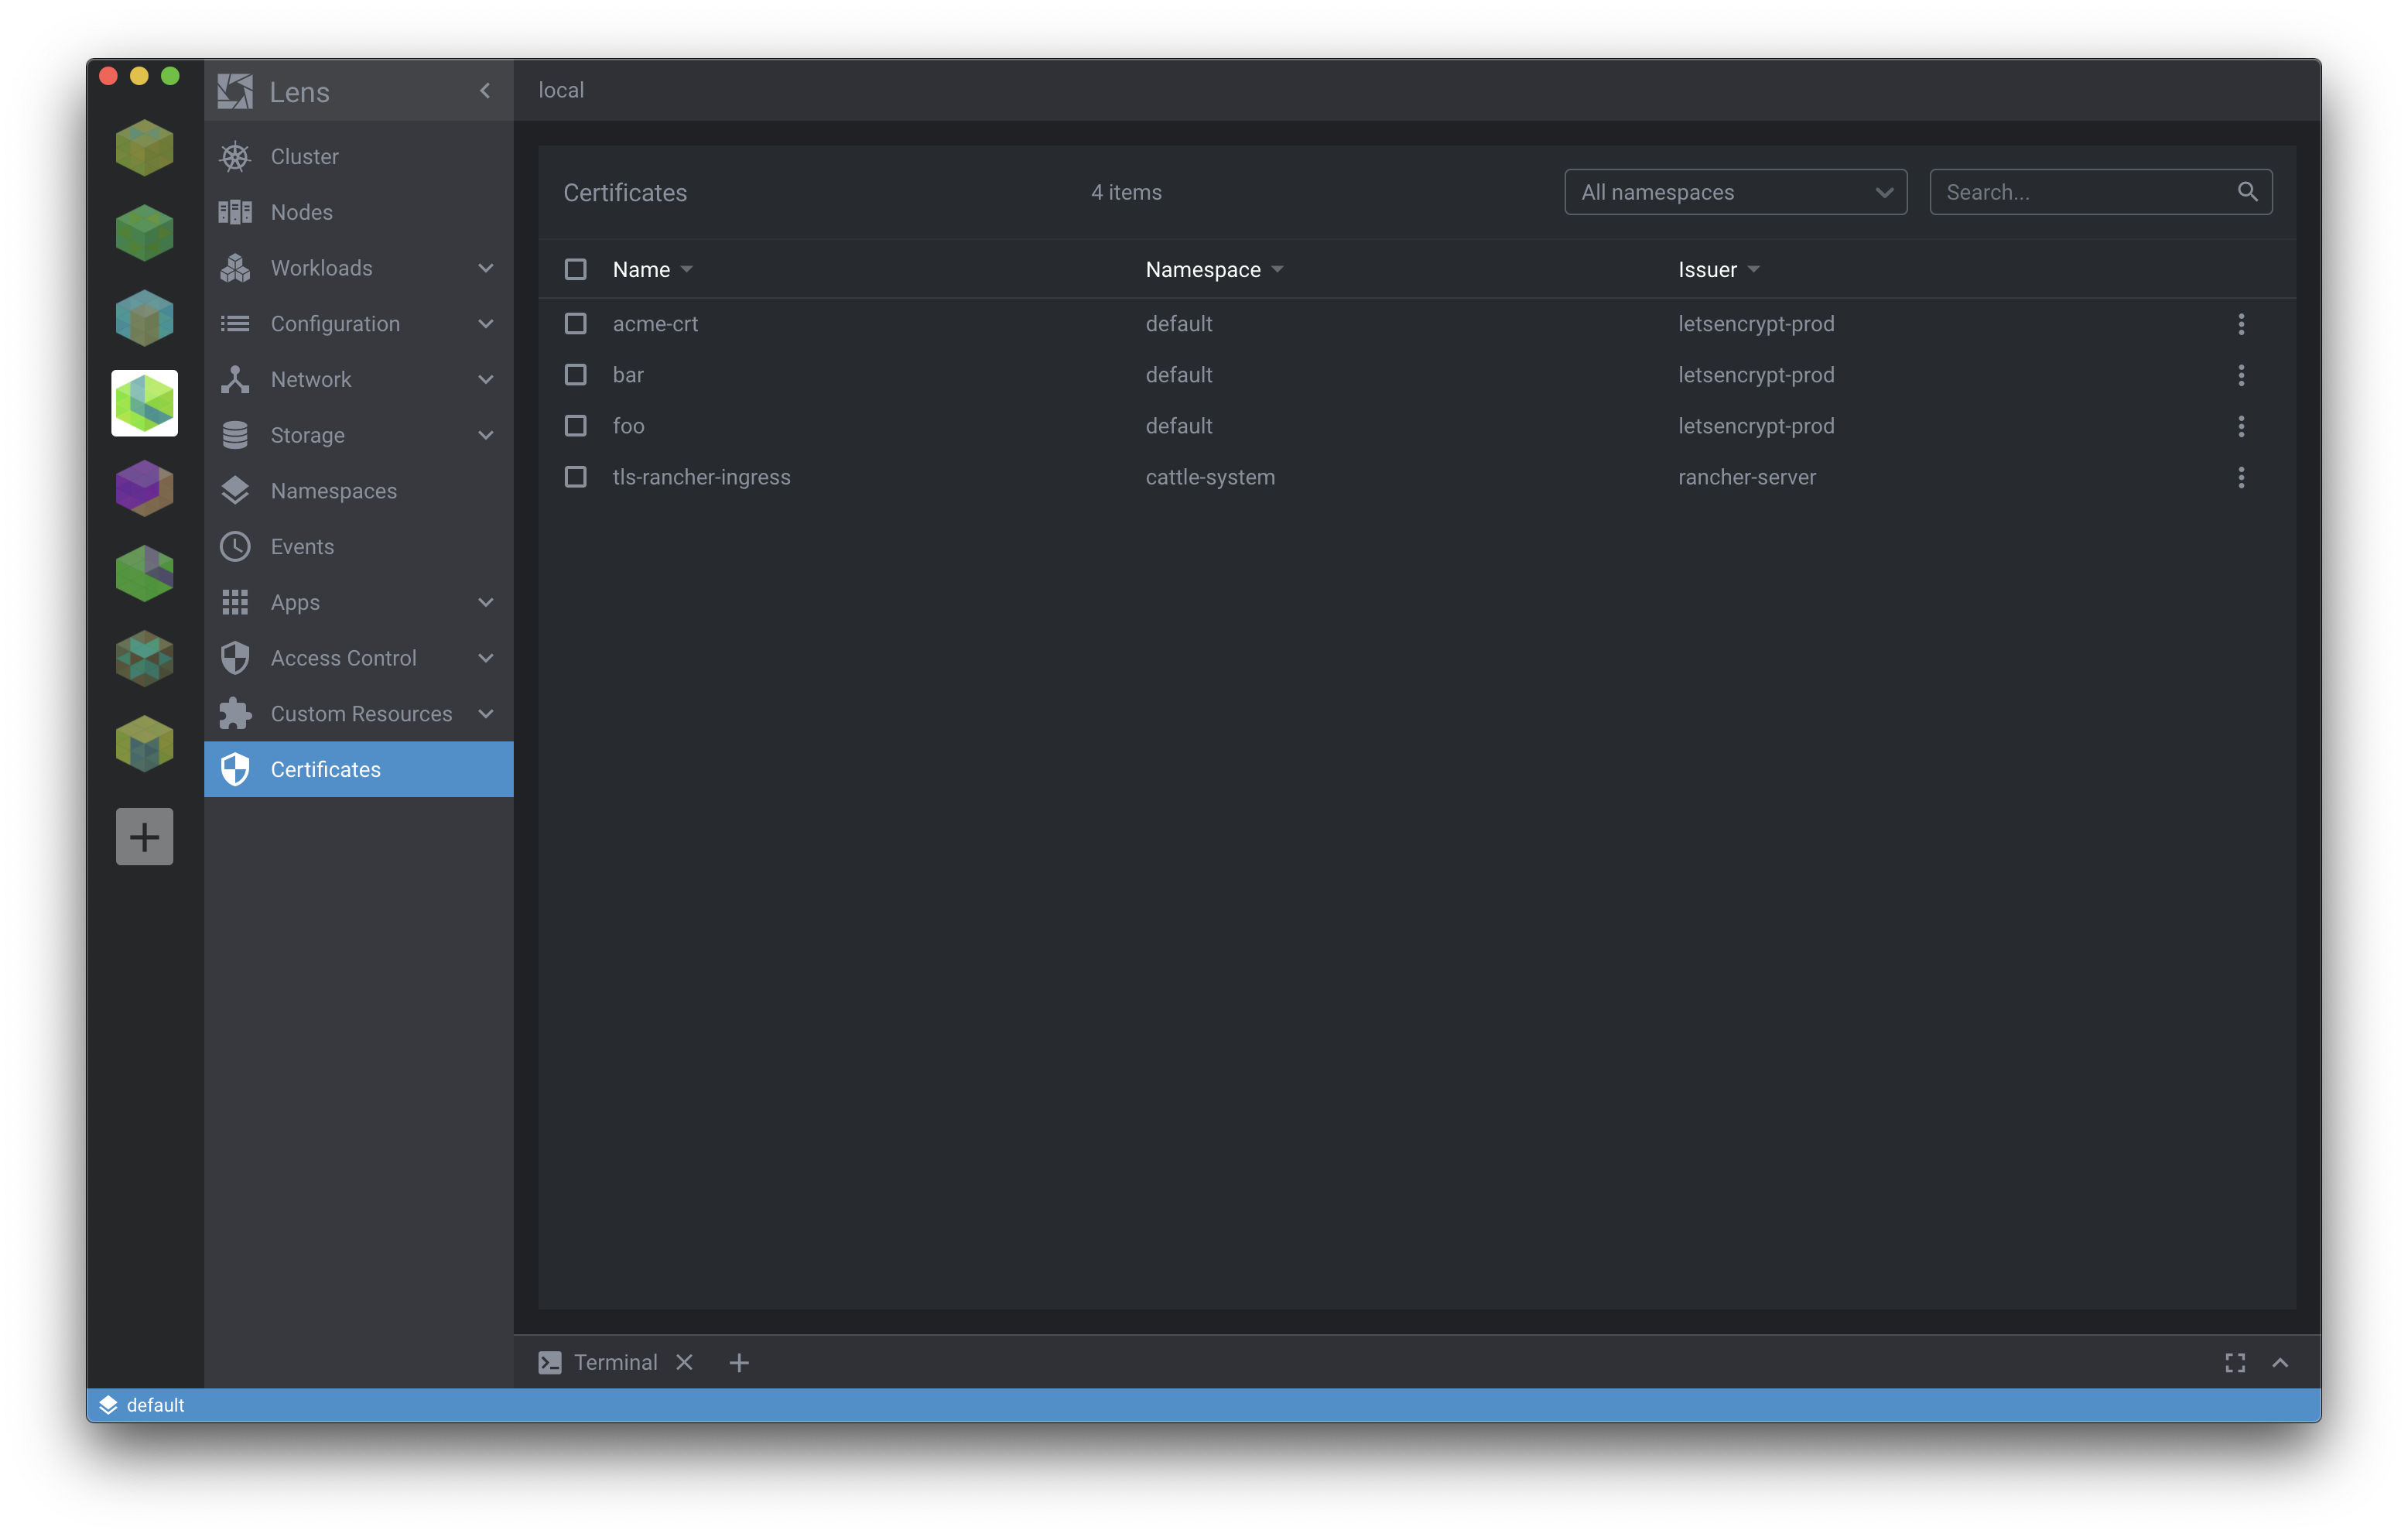 Lens
local
Cluster
Nodes
Workloads
Configuration
Network
Storage
Namespaces
Events
Apps
Access Control
Custom Resources
Certificates
Certificates 4 items All namespaces Search...
Name Namespace Issuer
acme-crt default letsencrypt-prod
bar default letsencrypt-prod
foo default letsencrypt-prod
tls-rancher-ingress cattle-system rancher-server
Terminal
default